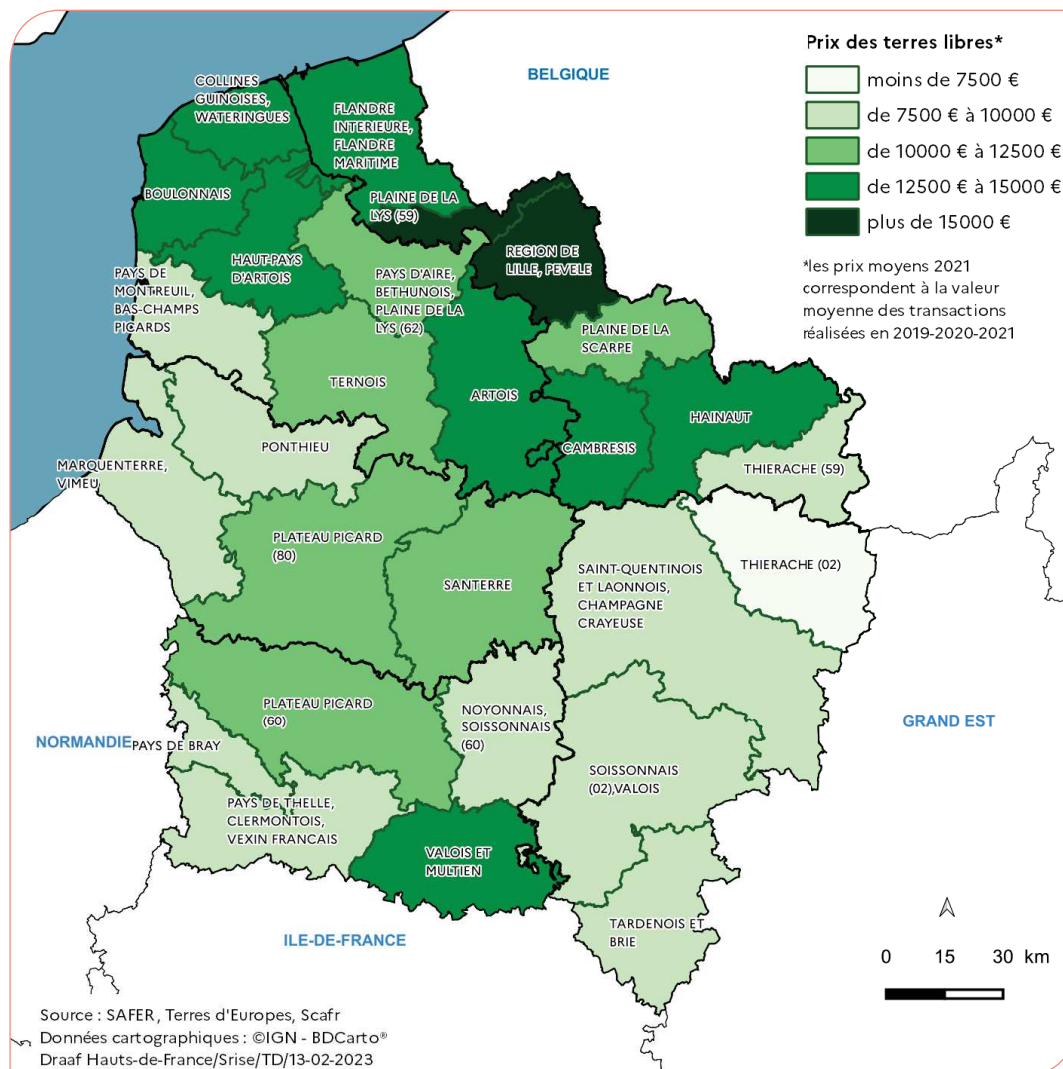 Prix des terres libres*
moins de 7500 €
de 7500 € à 10000 €
de 10000 € à 12500 €
de 12500 € à 15000 €
plus de 15000 €
*les prix moyens 2021
correspondent à la valeur
moyenne des transactions
réalisées en 2019-2020-2021
BELGIQUE
COLLINES
GUINOISES,
WATERINGUES
FLANDRE
INTERIEURE,
FLANDRE
MARITIME
BOULONNAIS
PLAINE DE LA
LYS (59)
REGION DE
LILLE, PEVELE
HAUT-PAYS
D'ARTOIS
PAYS DE
MONTREUIL,
BAS-CHAMPS
PICARDS
PAYS D'AIRE,
BETHUNOIS,
PLAINE DE LA
LYS (62)
PLAINE DE LA
SCARPE
TERNOIS
ARTOIS
HAINAUT
CAMBRESIS
PONTHIEU
MARQUENTERRE,
VIMEU
THIERACHE (59)
PLATEAU PICARD
(80)
SANTERRE
SAINT-QUENTINOIS
ET LAONNOIS,
CHAMPAGNE
CRAYEUSE
THIERACHE (02)
PLATEAU PICARD
(60)
NOYONNAIS,
SOISSONNAIS
(60)
GRAND EST
NORMANDIE
PAYS DE BRAY
SOISSONNAIS
(02),VALOIS
PAYS DE THELLE,
CLERMONTOIS,
VEXIN FRANCAIS
VALOIS ET
MULTIEN
TARDENOIS ET
BRIE
ILE-DE-FRANCE
0 15 30 km
Source : SAFER, Terres d'Europes, Scafr
Données cartographiques : ©IGN - BDCarto®
Draaf Hauts-de-France/Srise/TD/13-02-2023